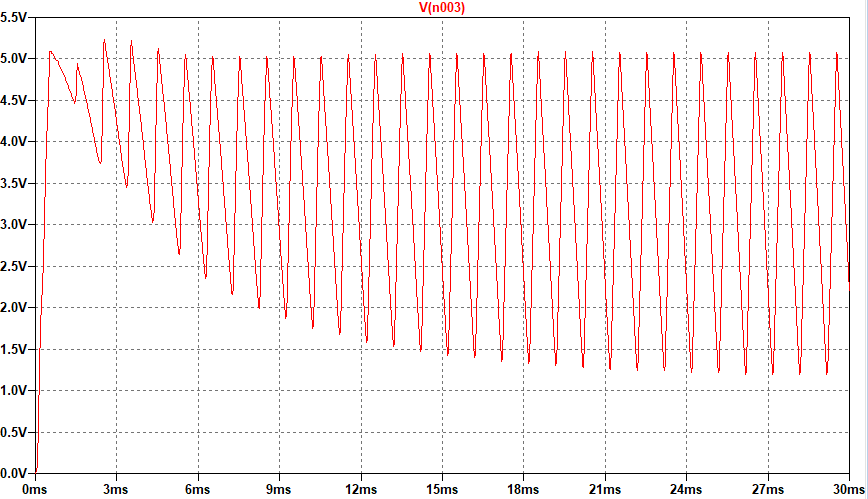 V(n003)
5.5V
5.0V
4.5V
4.0V
3.5V
3.0V
2.5V
2.0V
1.5V
1.0V
0.5V
0.0V
0ms 3ms 6ms 9ms 12ms 15ms 18ms 21ms 24ms 27ms 30ms